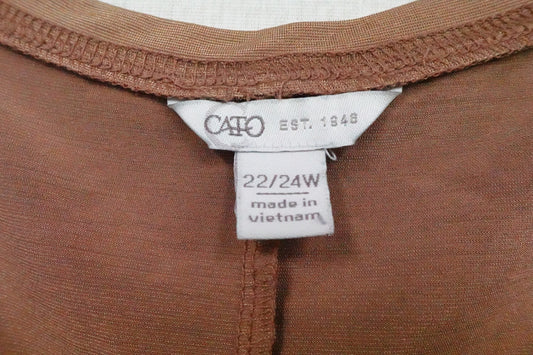 CATO EST. 1946
22/24W
made in
vietnam